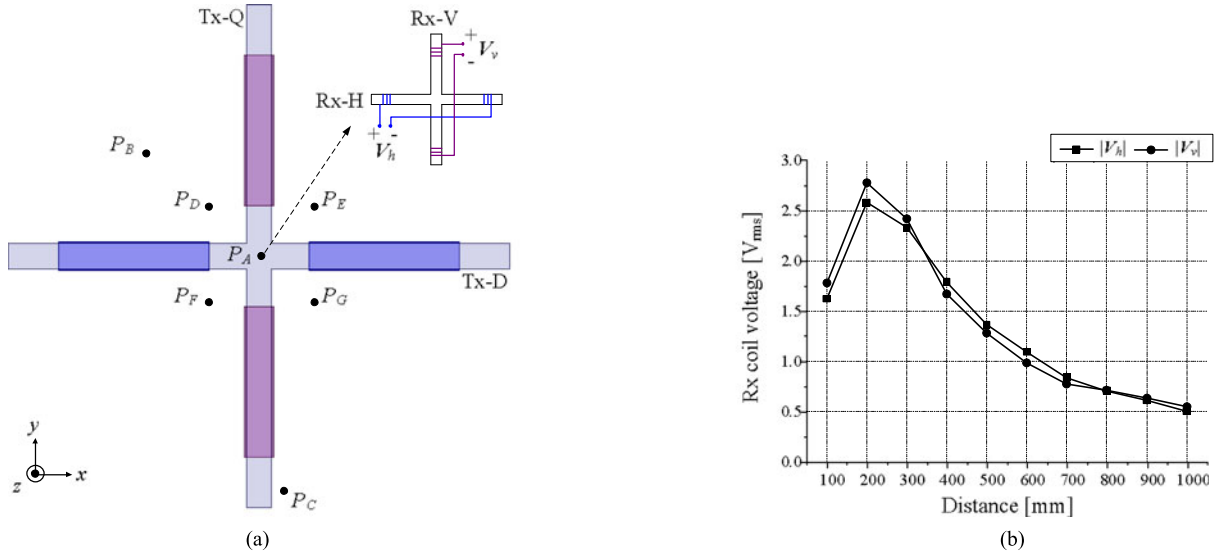 Tx-Q
Rx-V
+
V_v
-
Rx-H
+ -
V_h
P_B
P_D
P_E
P_A
Tx-D
P_F
P_G
y
x
z
P_C
(a)
|V_h| |V_v|
Rx coil voltage [V_rms]
3.0
2.5
2.0
1.5
1.0
0.5
0.0
100 200 300 400 500 600 700 800 900 1000
Distance [mm]
(b)